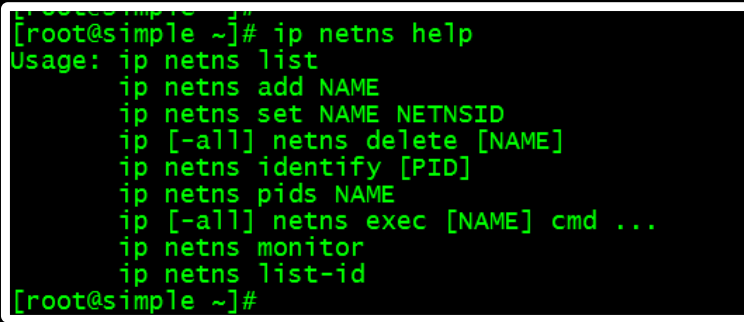 [root@simple ~]# ip netns help
Usage: ip netns list
       ip netns add NAME
       ip netns set NAME NETNSID
       ip [-all] netns delete [NAME]
       ip netns identify [PID]
       ip netns pids NAME
       ip [-all] netns exec [NAME] cmd ...
       ip netns monitor
       ip netns list-id
[root@simple ~]#